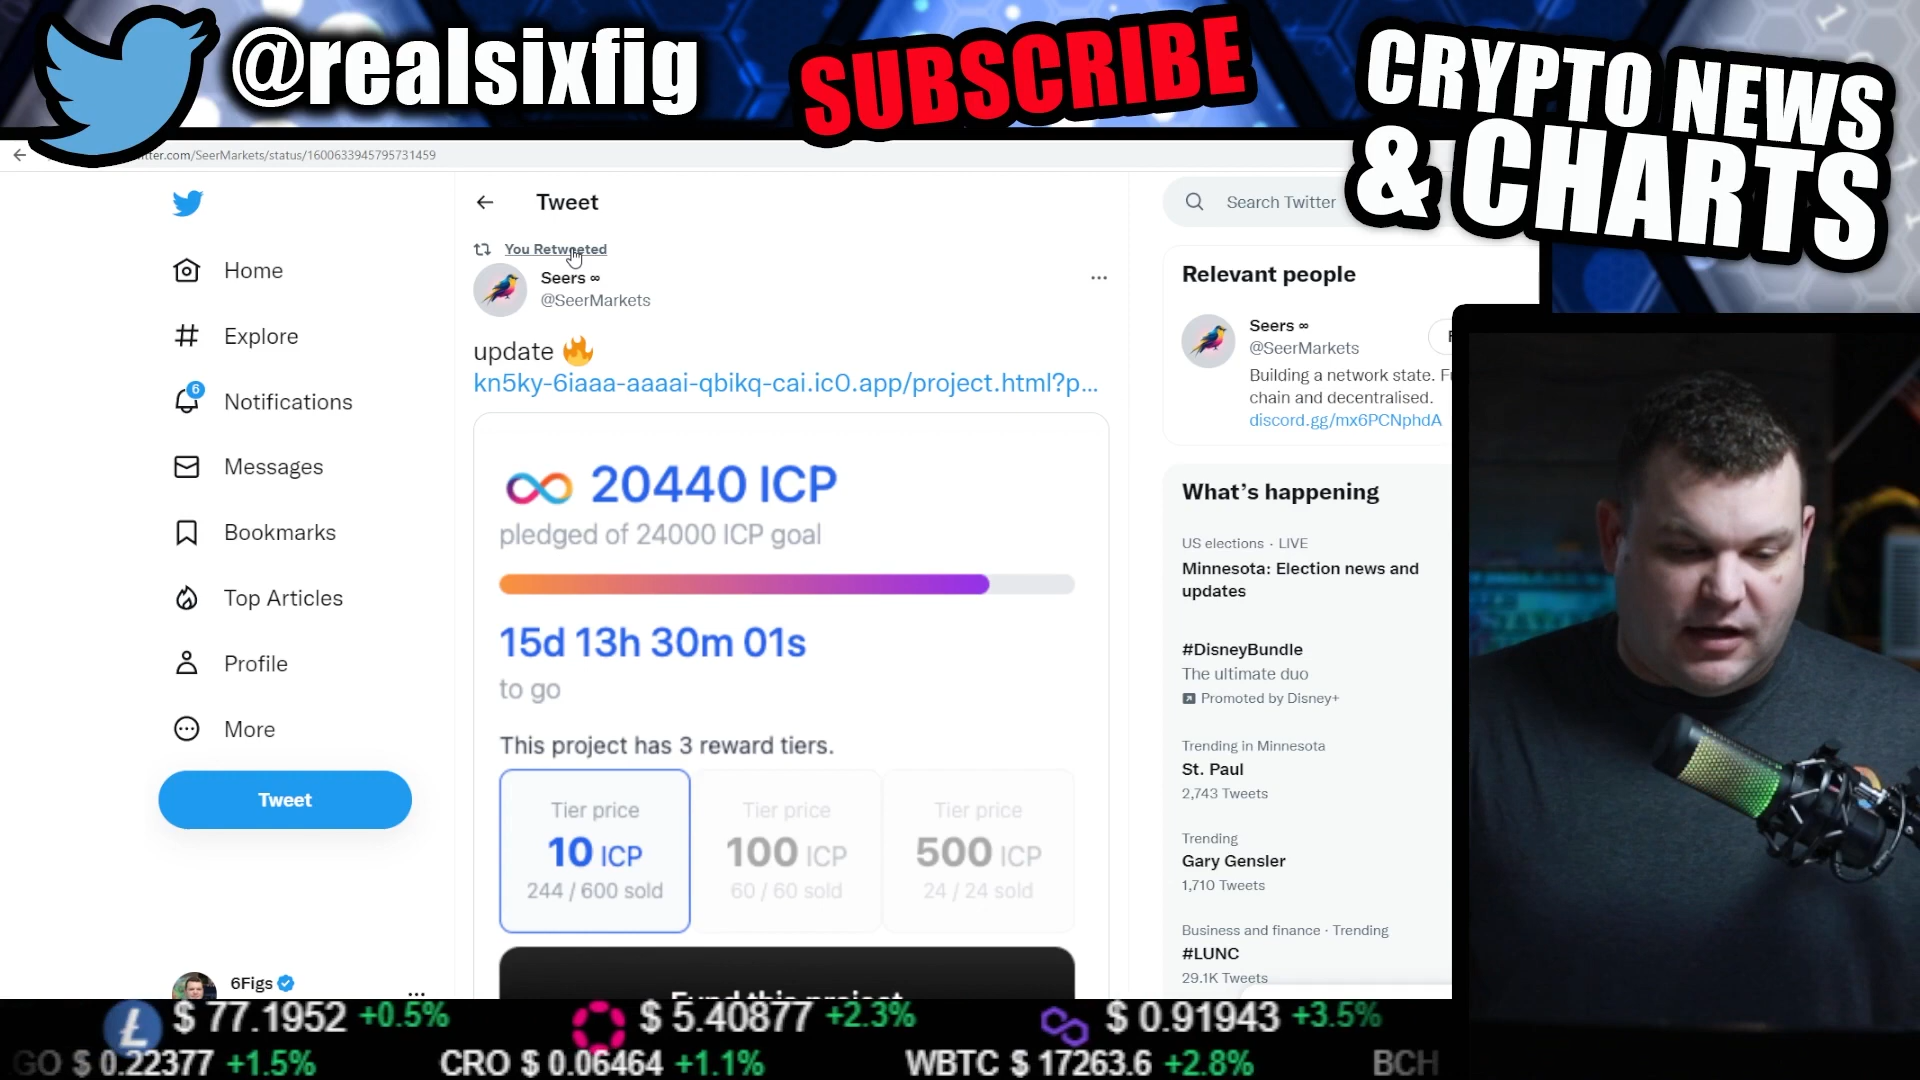 @realsixfig
SUBSCRIBE
CRYPTO NEWS
& CHARTS
tter.com/SeerMarkets/status/1600633945795731459
Home
Explore
6
Notifications
Messages
Bookmarks
Top Articles
Profile
More
Tweet
6Figs
Tweet
You Retweeted
Seers ∞
@SeerMarkets
update 🔥
kn5ky-6iaaa-aaaai-qbikq-cai.ic0.app/project.html?p...
20440 ICP
pledged of 24000 ICP goal
15d 13h 30m 01s
to go
This project has 3 reward tiers.
Tier price
10 ICP
244 / 600 sold
Tier price
100 ICP
60 / 60 sold
Tier price
500 ICP
24 / 24 sold
Fund this project
Search Twitter
Relevant people
Seers ∞
@SeerMarkets
Building a network state. F
chain and decentralised.
discord.gg/mx6PCNphdA
What's happening
US elections · LIVE
Minnesota: Election news and
updates
#DisneyBundle
The ultimate duo
Promoted by Disney+
Trending in Minnesota
St. Paul
2,743 Tweets
Trending
Gary Gensler
1,710 Tweets
Business and finance · Trending
#LUNC
29.1K Tweets
$ 77.1952 +0.5% $ 5.40877 +2.3% $ 0.91943 +3.5%
GO $ 0.22377 +1.5% CRO $ 0.06464 +1.1% WBTC $ 17263.6 +2.8% BCH